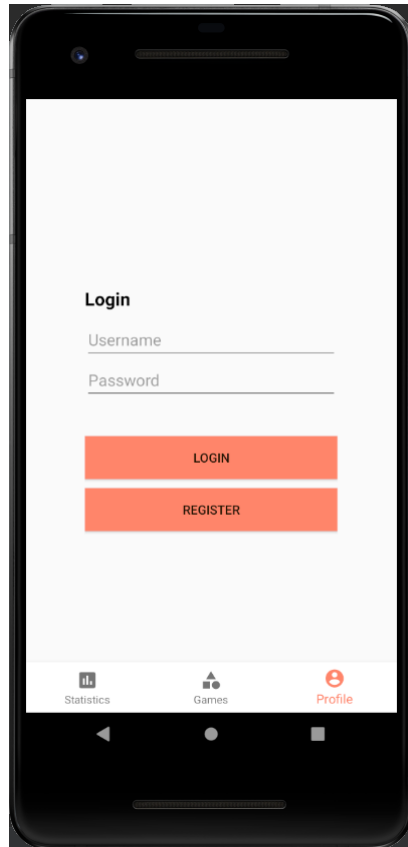 Login
Username
Password
LOGIN
REGISTER
Statistics
Games
Profile